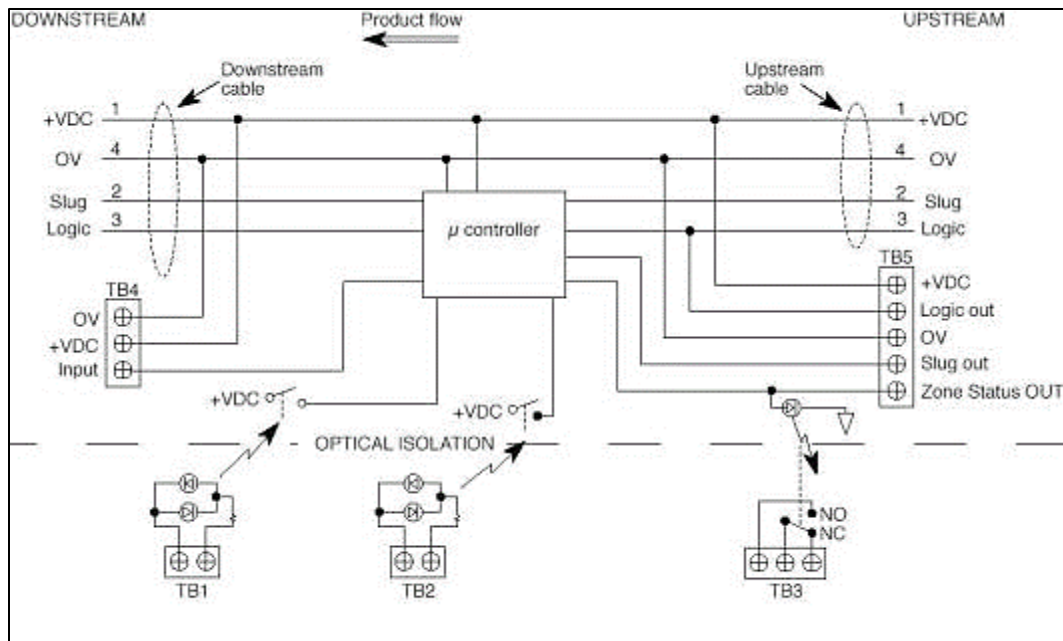 DOWNSTREAM
Product flow
UPSTREAM
Downstream
cable
Upstream
cable
+VDC 1
1 +VDC
OV 4
4 OV
Slug 2
2 Slug
Logic 3
3 Logic
µ controller
TB5
+VDC
Logic out
OV
Slug out
Zone Status OUT
TB4
OV
+VDC
Input
+VDC
+VDC
OPTICAL ISOLATION
NO
NC
TB1
TB2
TB3